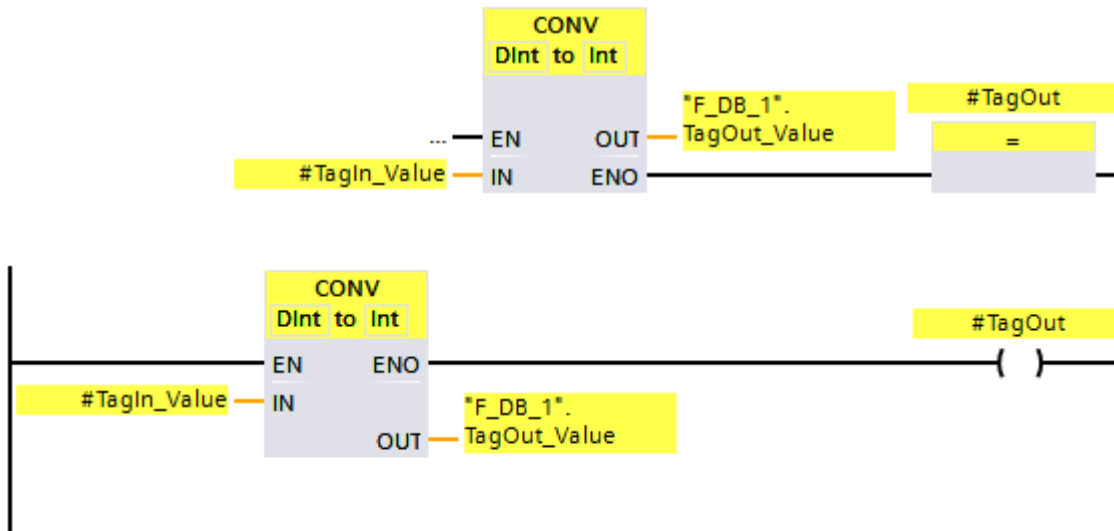 CONV
DInt to Int
...
EN
OUT
"F_DB_1".
TagOut_Value
#TagOut
=
#TagIn_Value
IN
ENO
CONV
DInt to Int
#TagOut
EN
ENO
( )
#TagIn_Value
IN
"F_DB_1".
TagOut_Value
OUT